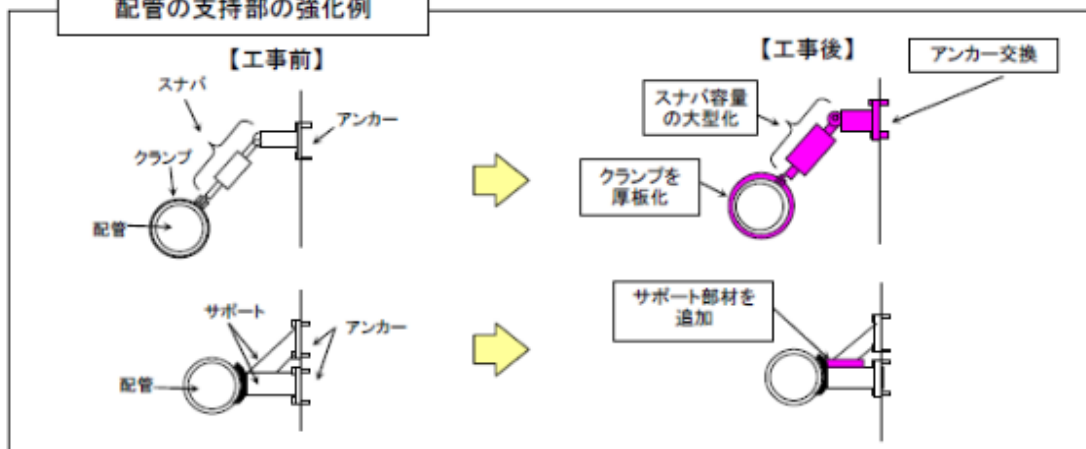 配管の支持部の強化例
【工事前】
スナバ
アンカー
クランプ
配管
【工事後】
アンカー交換
スナバ容量
の大型化
クランプを
厚板化
サポート
アンカー
配管
サポート部材を
追加